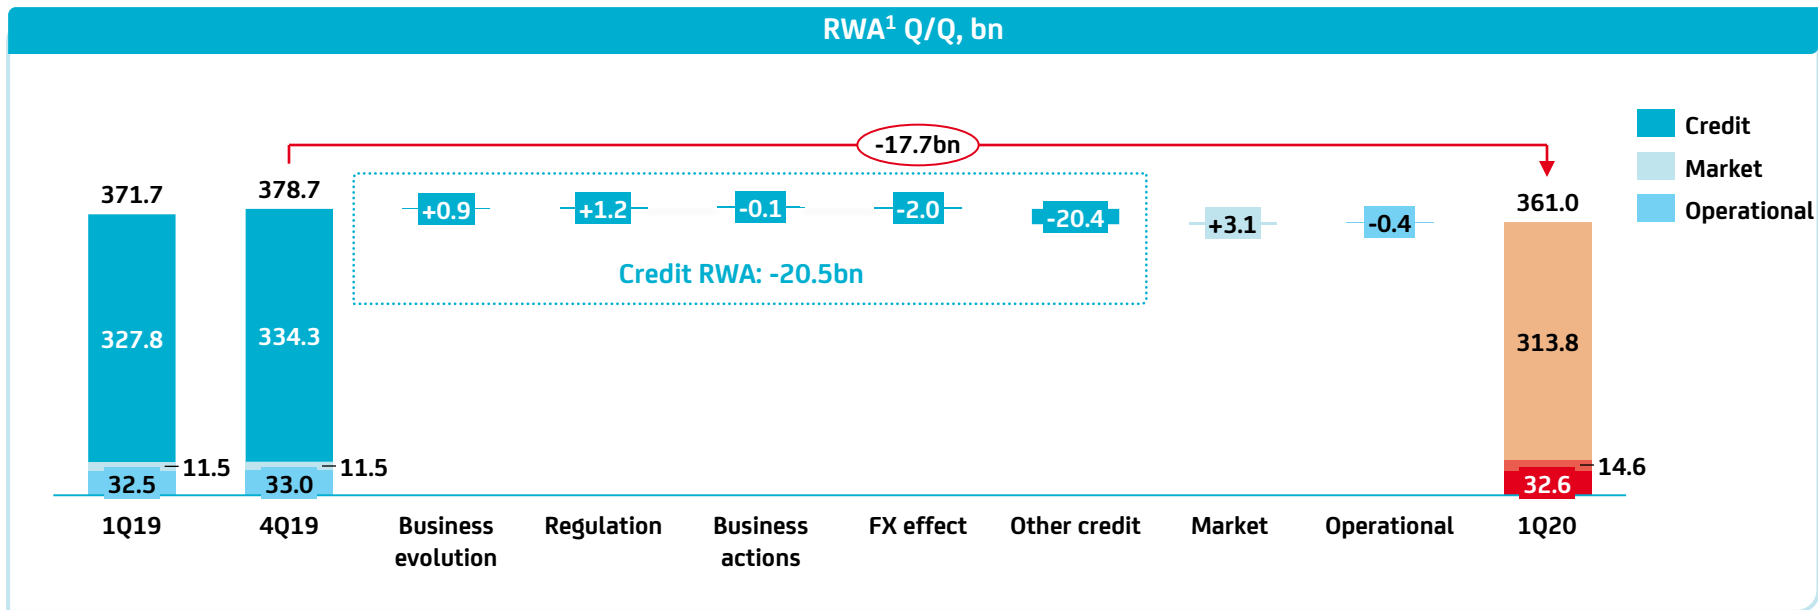 RWA¹ Q/Q, bn
Credit
Market
Operational
-17.7bn
371.7
378.7
+0.9
+1.2
-0.1
-2.0
-20.4
+3.1
-0.4
361.0
Credit RWA: -20.5bn
327.8
334.3
313.8
11.5
11.5
14.6
32.5
33.0
32.6
1Q19
4Q19
Business
evolution
Regulation
Business
actions
FX effect
Other credit
Market
Operational
1Q20